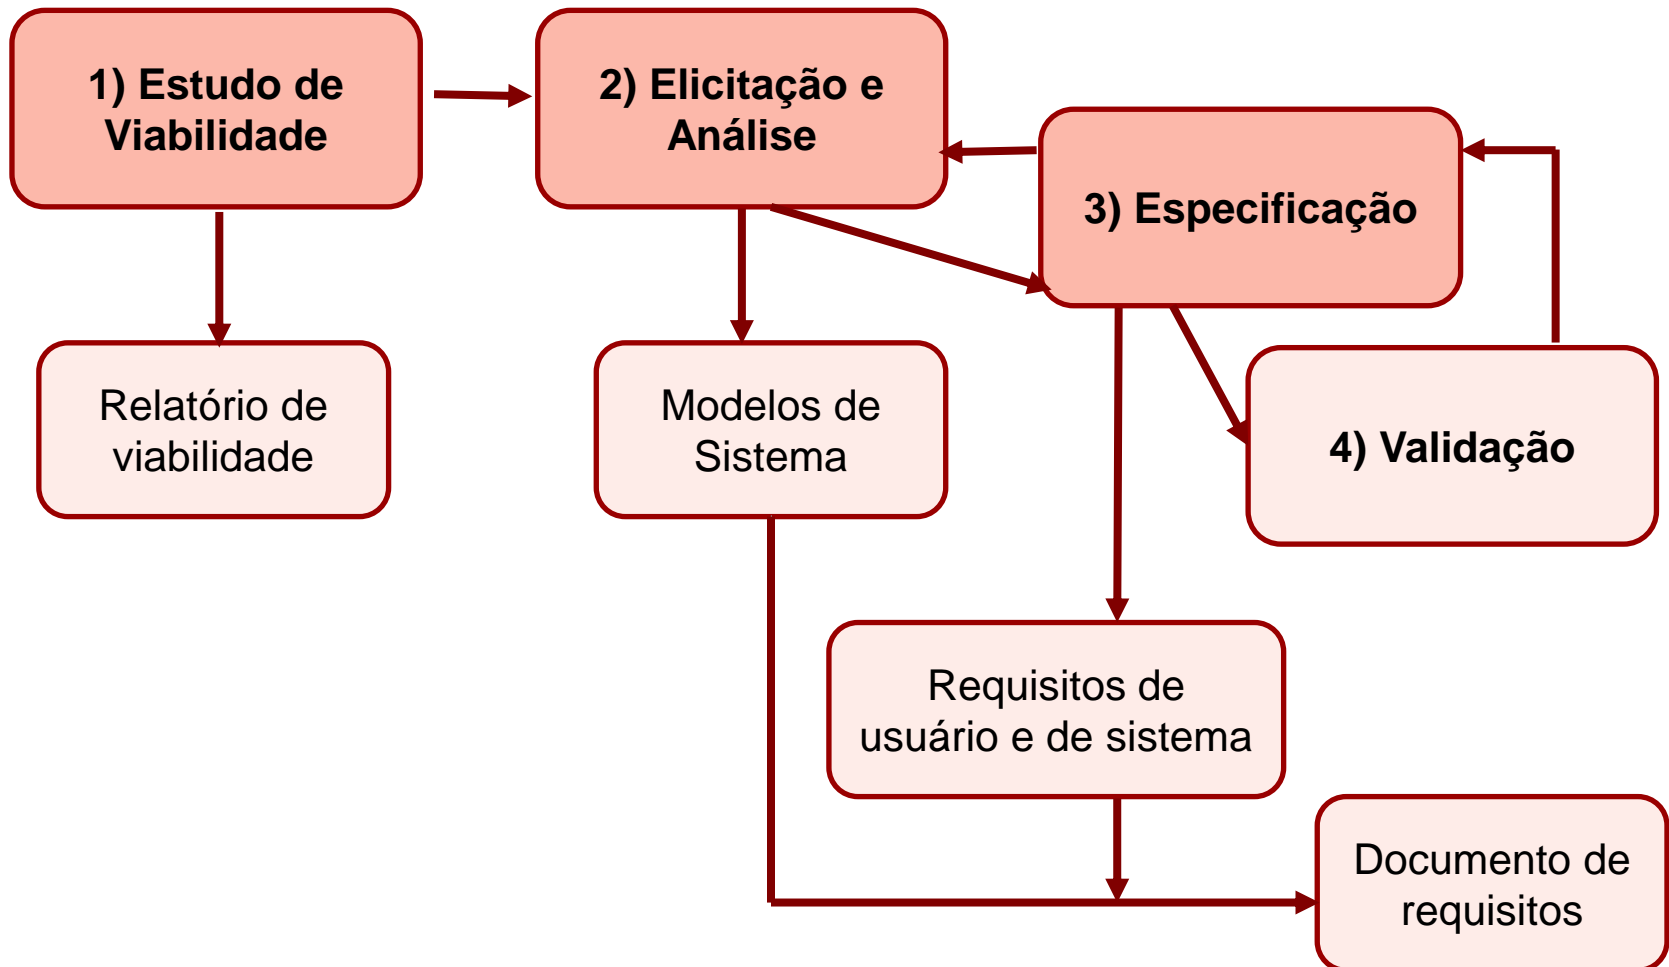 1) Estudo de
Viabilidade
2) Elicitação e
Análise
3) Especificação
Relatório de
viabilidade
Modelos de
Sistema
4) Validação
Requisitos de
usuário e de sistema
Documento de
requisitos